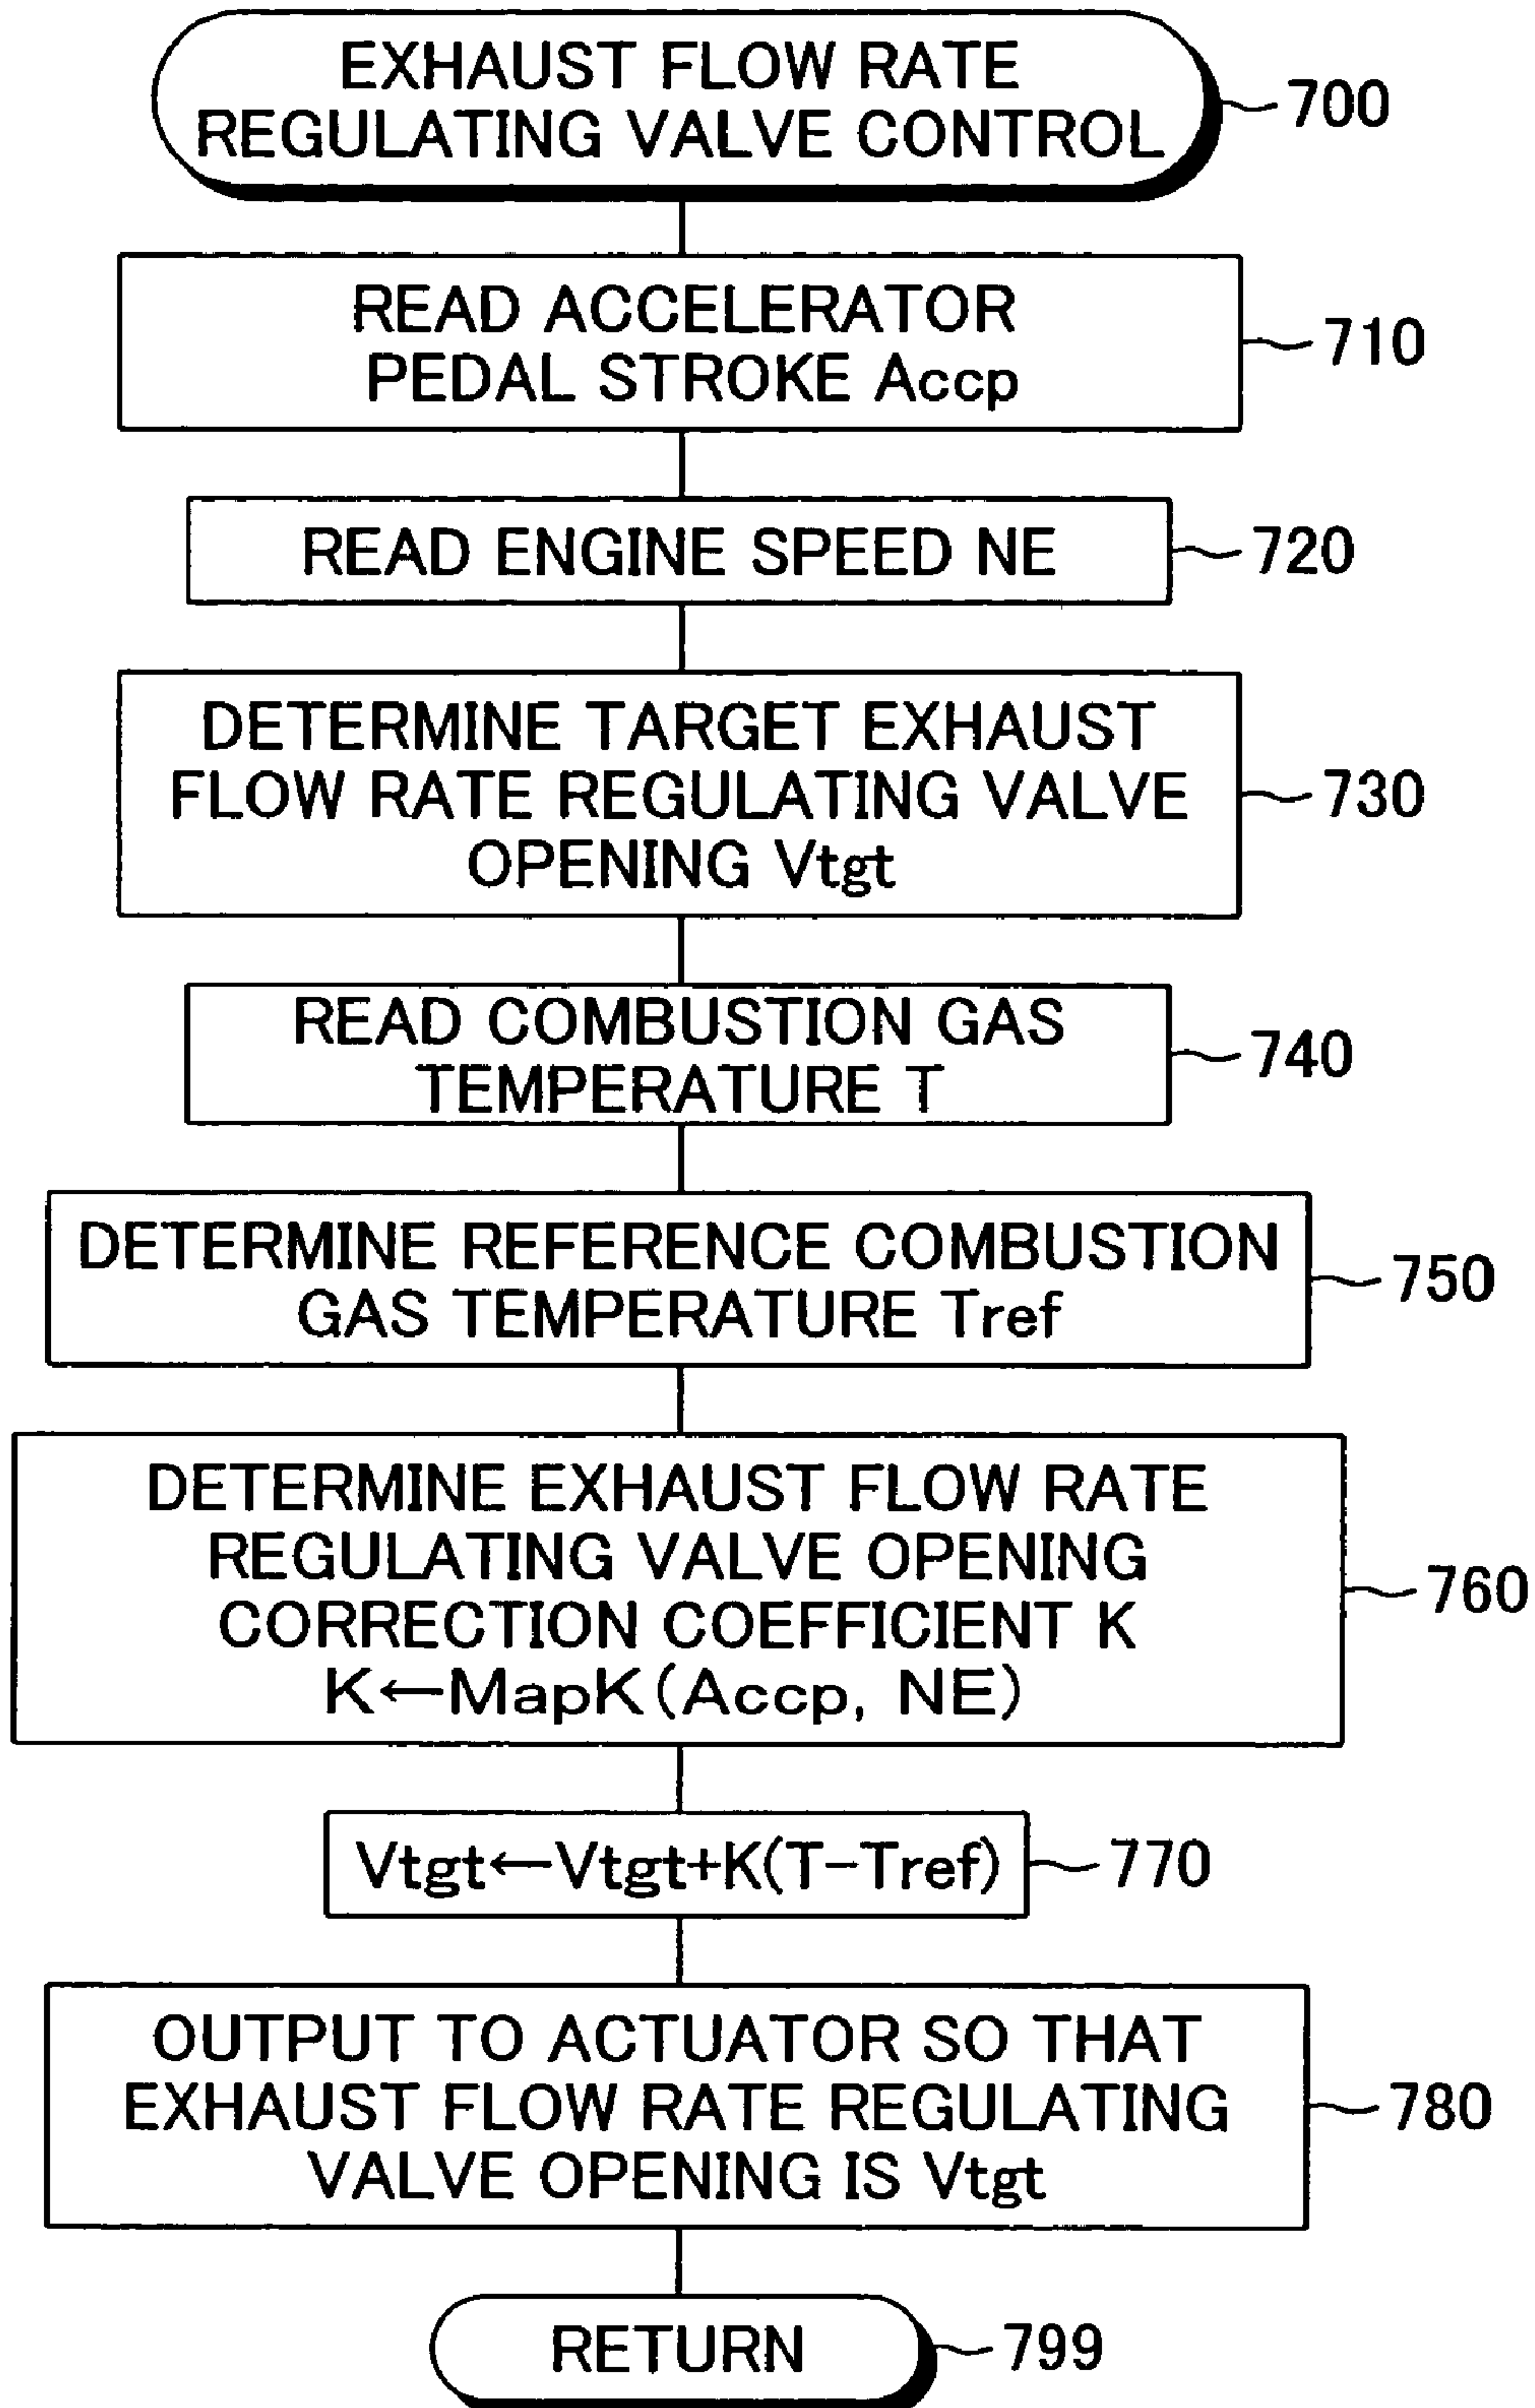 EXHAUST FLOW RATE
REGULATING VALVE CONTROL
700
READ ACCELERATOR
PEDAL STROKE Accp
710
READ ENGINE SPEED NE
720
DETERMINE TARGET EXHAUST
FLOW RATE REGULATING VALVE
OPENING Vtgt
730
READ COMBUSTION GAS
TEMPERATURE T
740
DETERMINE REFERENCE COMBUSTION
GAS TEMPERATURE Tref
750
DETERMINE EXHAUST FLOW RATE
REGULATING VALVE OPENING
CORRECTION COEFFICIENT K
K←MapK(Accp, NE)
760
Vtgt←Vtgt+K(T-Tref)
770
OUTPUT TO ACTUATOR SO THAT
EXHAUST FLOW RATE REGULATING
VALVE OPENING IS Vtgt
780
RETURN
799